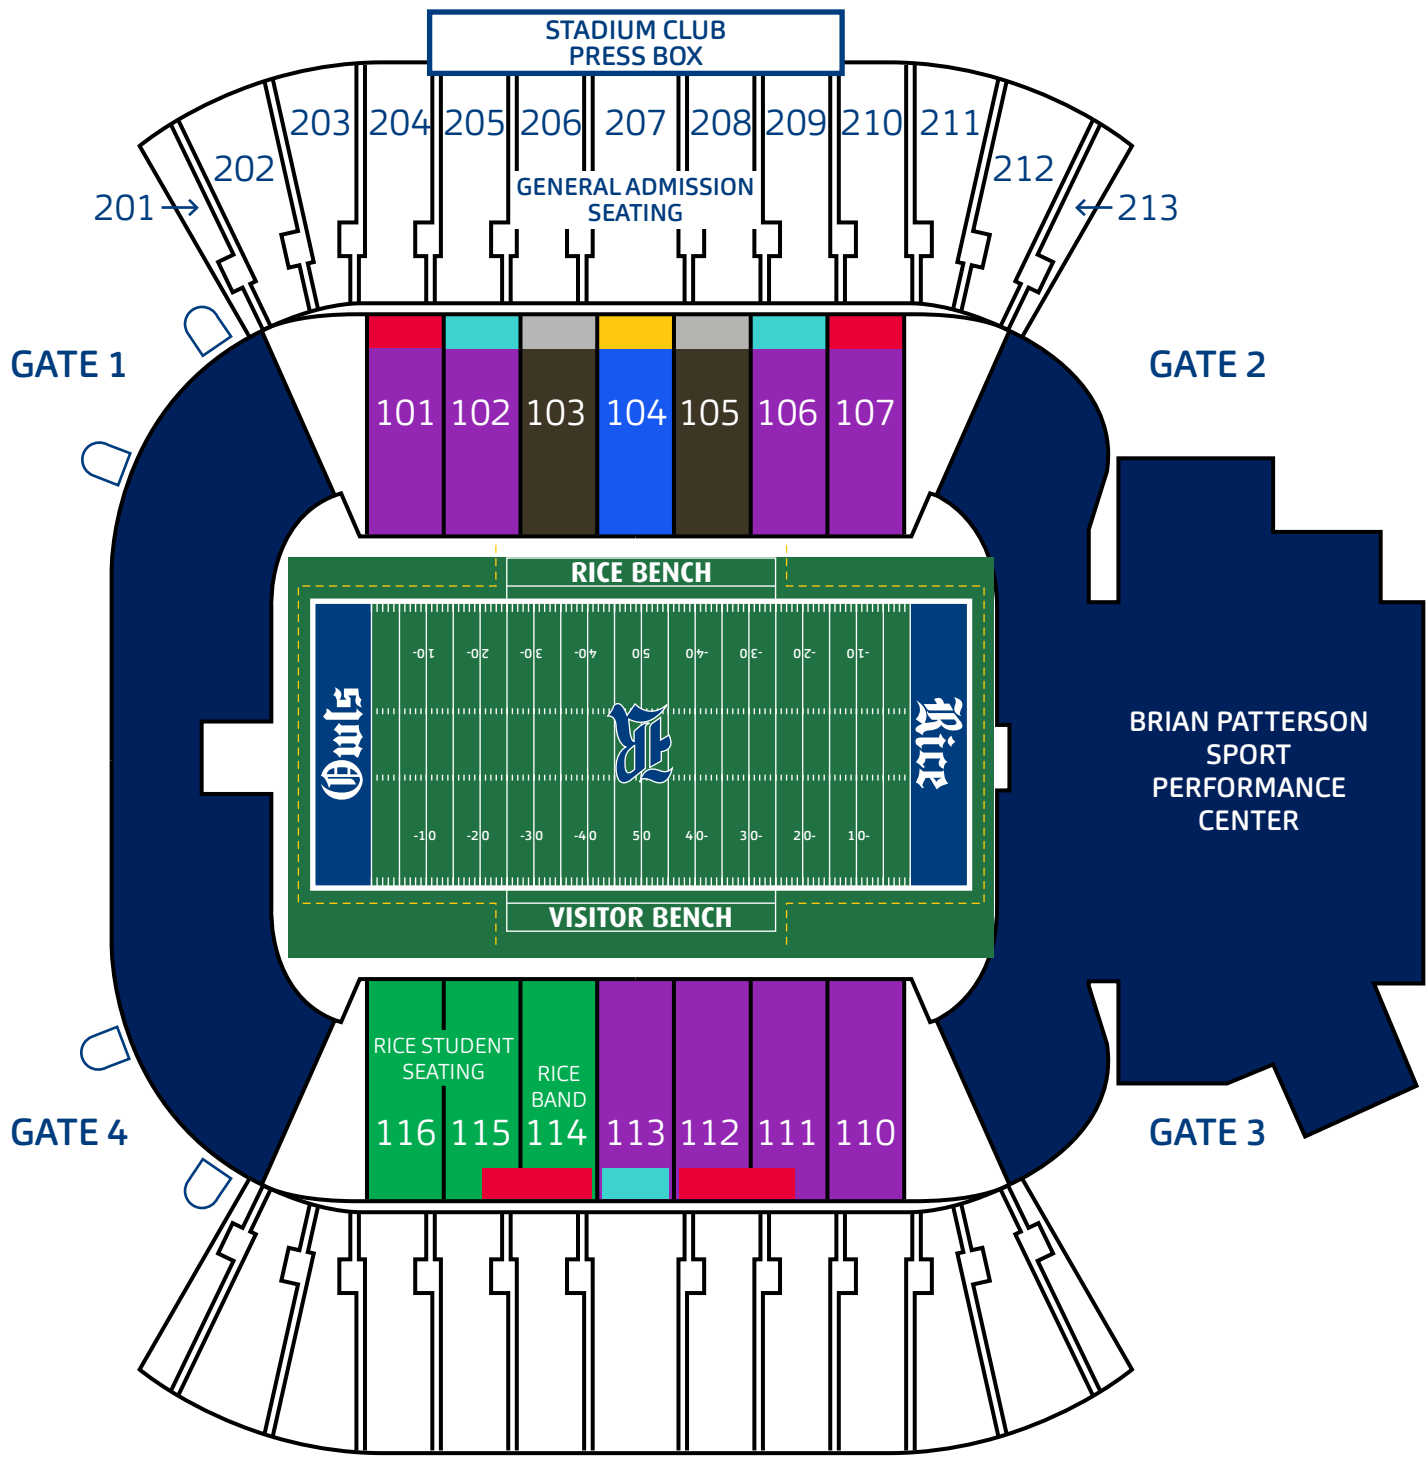 STADIUM CLUB
PRESS BOX
203 204 205 206 207 208 209 210 211
202 212
GENERAL ADMISSION
SEATING
201 213
GATE 1
GATE 2
101 102 103 104 105 106 107
RICE BENCH
-10 -20 -30 -40 50 40- 30- 20- 10-
Owls
R
Rice
BRIAN PATTERSON
SPORT
PERFORMANCE
CENTER
-10 -20 -30 -40 50 40- 30- 20- 10-
VISITOR BENCH
RICE STUDENT
SEATING
RICE
BAND
116 115 114 113 112 111 110
GATE 4
GATE 3